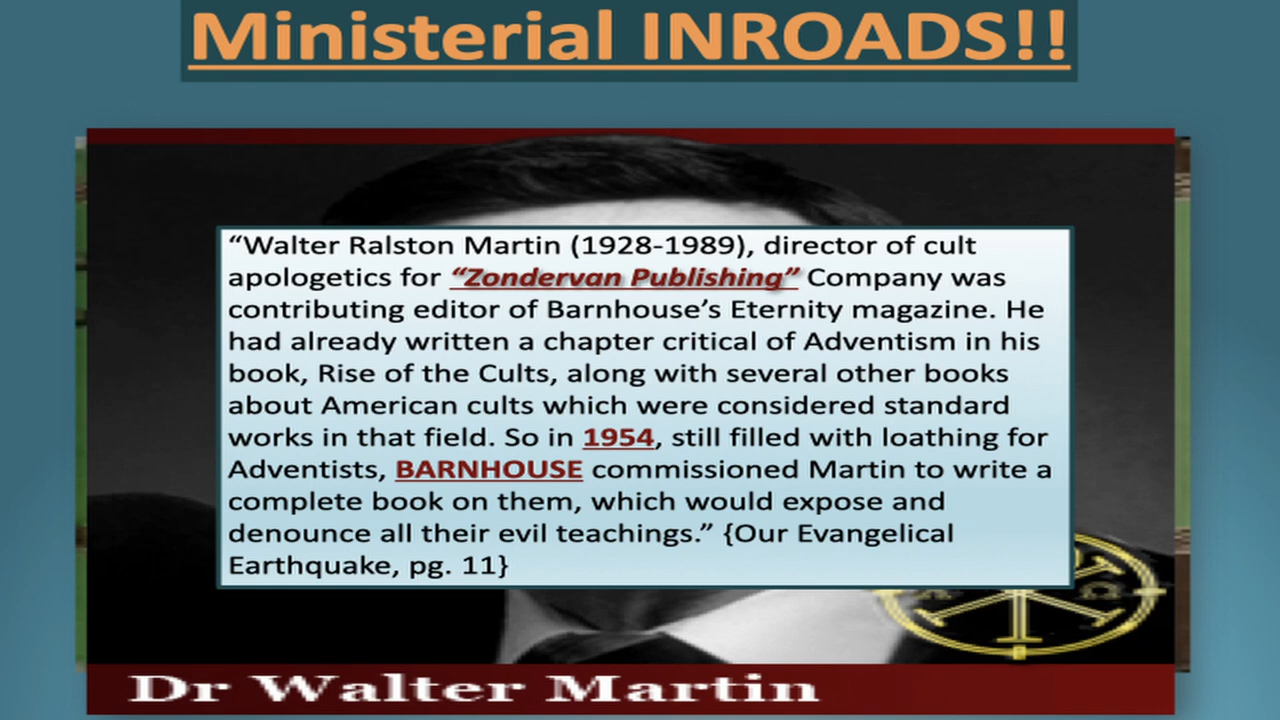 Ministerial INROADS!!
“Walter Ralston Martin (1928-1989), director of cult
apologetics for “Zondervan Publishing” Company was
contributing editor of Barnhouse’s Eternity magazine. He
had already written a chapter critical of Adventism in his
book, Rise of the Cults, along with several other books
about American cults which were considered standard
works in that field. So in 1954, still filled with loathing for
Adventists, BARNHOUSE commissioned Martin to write a
complete book on them, which would expose and
denounce all their evil teachings.” {Our Evangelical
Earthquake, pg. 11}
Dr Walter Martin